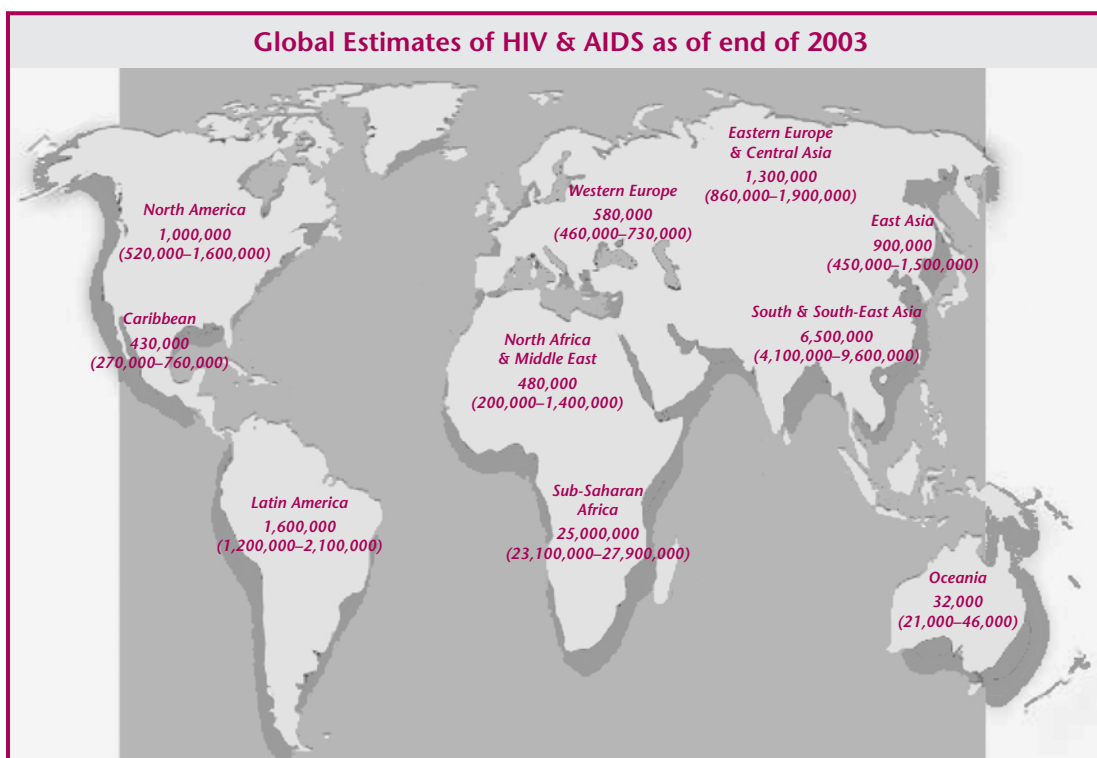 Global Estimates of HIV & AIDS as of end of 2003
Eastern Europe
& Central Asia
1,300,000
(860,000–1,900,000)
Western Europe
580,000
(460,000–730,000)
North America
1,000,000
(520,000–1,600,000)
East Asia
900,000
(450,000–1,500,000)
Caribbean
430,000
(270,000–760,000)
North Africa
& Middle East
480,000
(200,000–1,400,000)
South & South-East Asia
6,500,000
(4,100,000–9,600,000)
Latin America
1,600,000
(1,200,000–2,100,000)
Sub-Saharan
Africa
25,000,000
(23,100,000–27,900,000)
Oceania
32,000
(21,000–46,000)